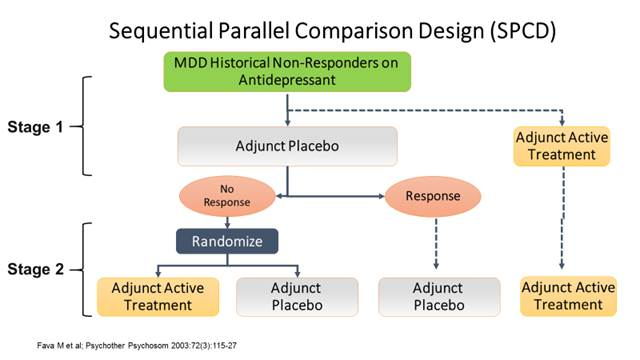 Sequential Parallel Comparison Design (SPCD)
MDD Historical Non-Responders on
Antidepressant
Stage 1
Adjunct Placebo
Adjunct Active
Treatment
No
Response
Response
Randomize
Stage 2
Adjunct Active
Treatment
Adjunct
Placebo
Adjunct
Placebo
Adjunct Active
Treatment
Fava M et al; Psychother Psychosom 2003:72(3):115-27